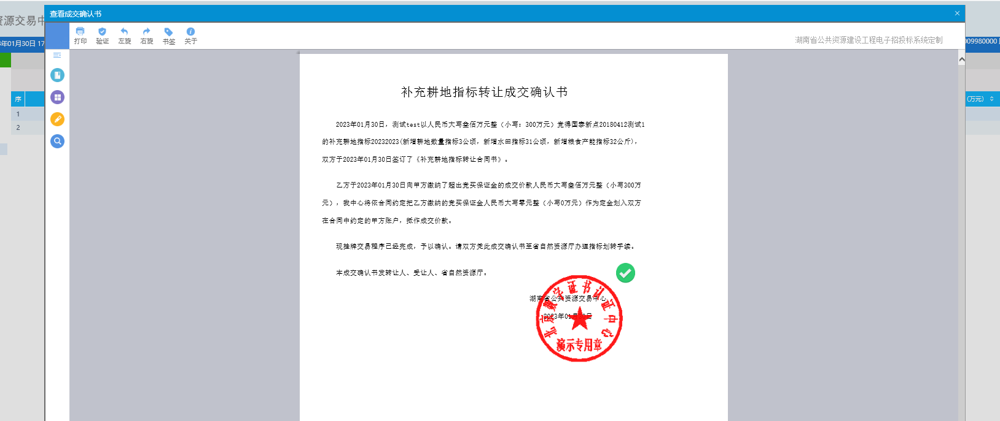 查看成交确认书
资源交易中
年01月30日 17
009980000
打印 验证 左旋 右旋 书签 关于
湖南省公共资源建设工程电子招投标系统定制
序
(万元)
1
2
补充耕地指标转让成交确认书
2023年01月30日，测试test以人民币大写叁佰万元整（小写：300万元）竞得国泰新点20180412测试1
的补充耕地指标20232023(新增耕地数量指标3公顷，新增水田指标31公顷，新增粮食产能指标32公斤)，
双方于2023年01月30日签订了《补充耕地指标转让合同书》。
乙方于2023年01月30日向甲方缴纳了超出竞买保证金的成交价款人民币大写叁佰万元整（小写300万
元），我中心将依合同约定把乙方缴纳的竞买保证金人民币大写零元整（小写0万元）作为定金划入双方
在合同中约定的甲方账户，抵作成交价款。
现挂牌交易程序已经完成，予以确认。请双方凭此成交确认书至省自然资源厅办理指标划转手续。
本成交确认书发转让人、受让人、省自然资源厅。
湖南省公共资源交易中心
2023年01月30日
北京数字证书认证中心
演示专用章